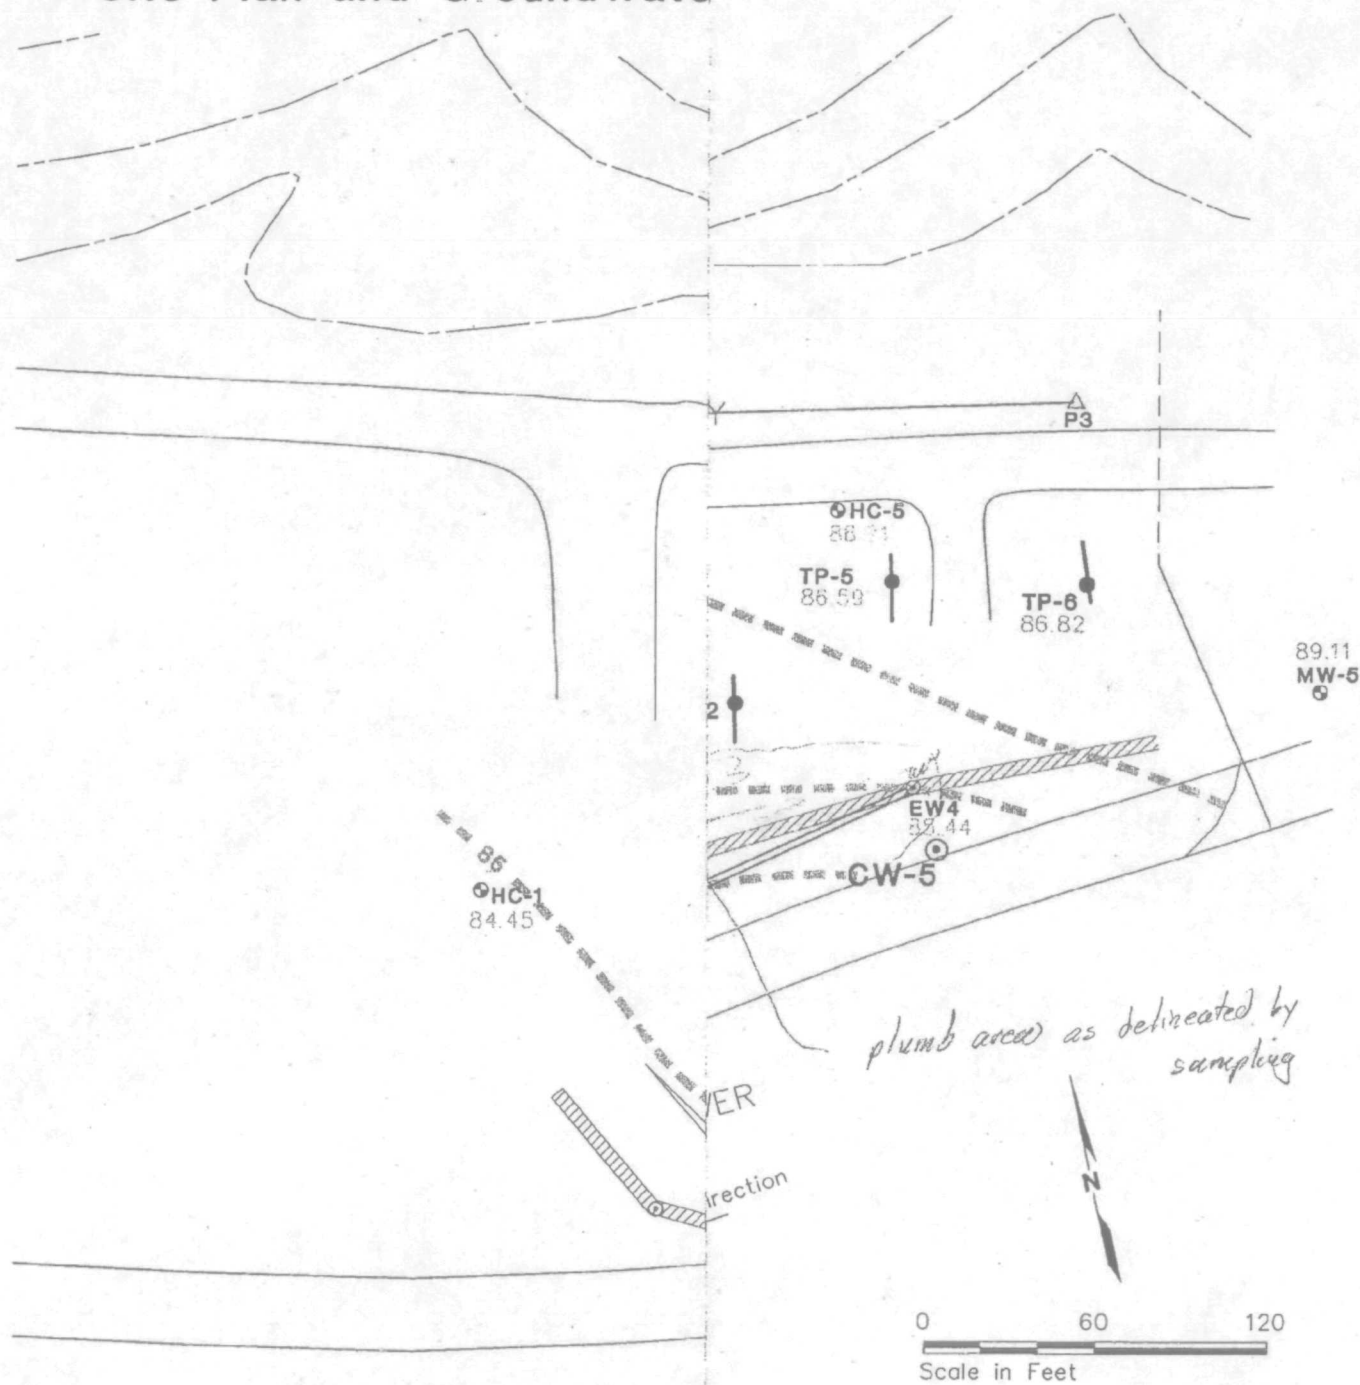 P3
HC-5
TP-5
86.59
TP-6
86.82
89.11
MW-5
2
EW4
88.44
CW-5
86
HC-1
84.45
plumb area as delineated by
sampling
ER
irection
N
0 60 120
Scale in Feet